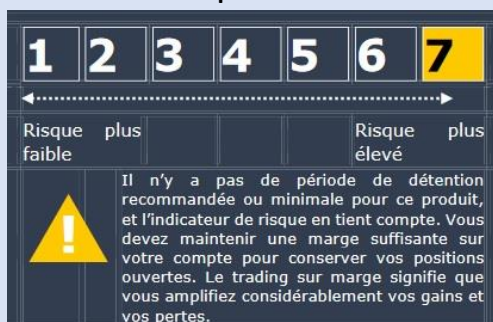 1 2 3 4 5 6 7
Risque plus faible
Risque plus élevé
!
Il n'y a pas de période de détention
recommandée ou minimale pour ce produit,
et l'indicateur de risque en tient compte. Vous
devez maintenir une marge suffisante sur
votre compte pour conserver vos positions
ouvertes. Le trading sur marge signifie que
vous amplifiez considérablement vos gains et
vos pertes.